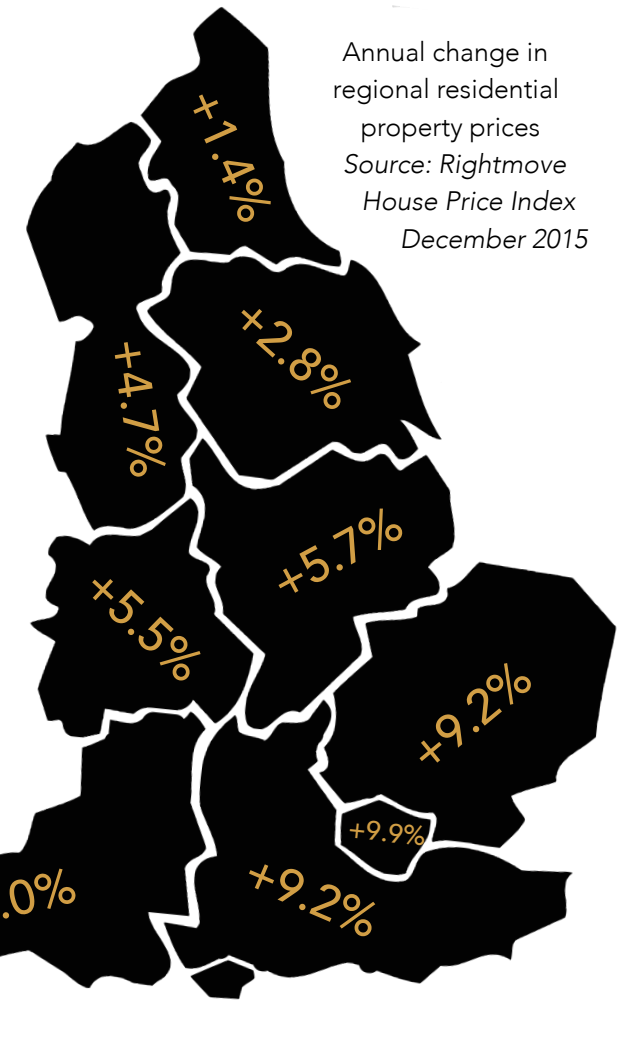 Annual change in
regional residential
property prices
Source: Rightmove
House Price Index
December 2015
+1.4%
+2.8%
+4.7%
+5.7%
+5.5%
+9.2%
+9.9%
+9.2%
.0%